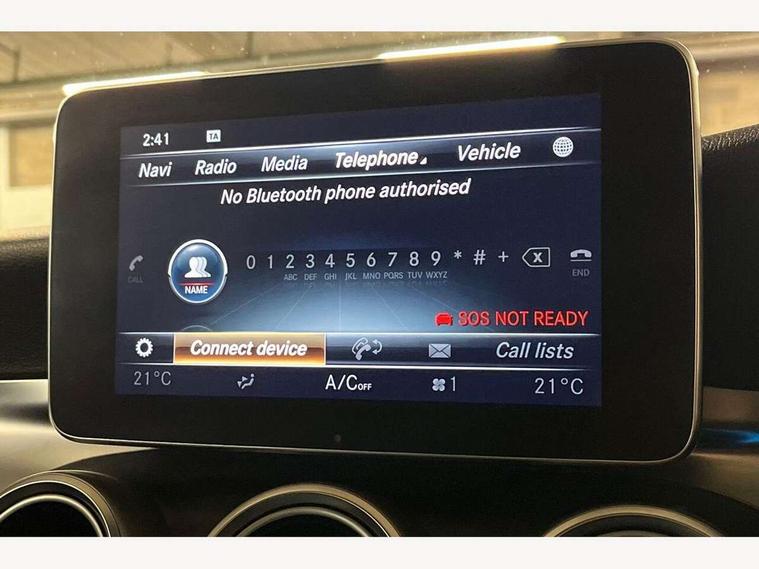 2:41 TA
Navi Radio Media Telephone Vehicle
No Bluetooth phone authorised
0 1 2 3 4 5 6 7 8 9 * # +
CALL NAME ABC DEF GHI JKL MNO PQRS TUV WXYZ END
SOS NOT READY
Connect device Call lists
21°C A/C OFF 1 21°C